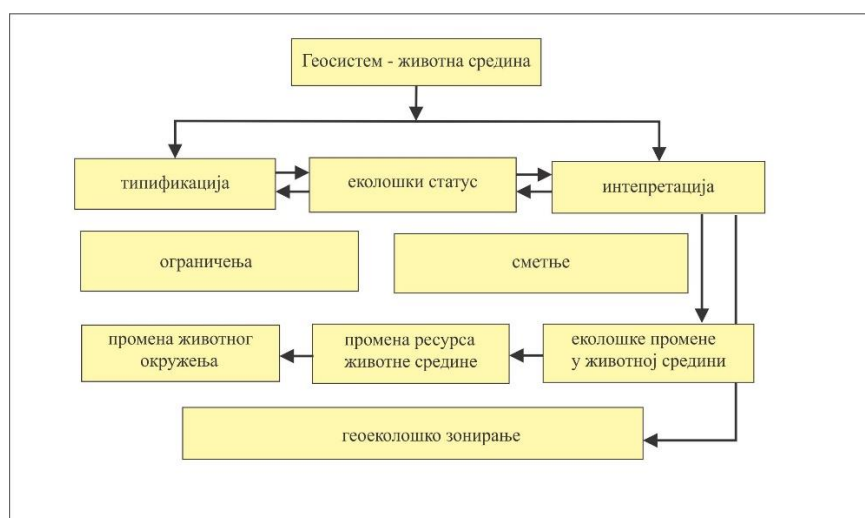 Геосистем - животна средина
типификација
еколошки статус
интепретација
ограничења
сметње
промена животног
окружења
промена ресурса
животне средине
еколошке промене
у животној средини
геоеколошко зонирање